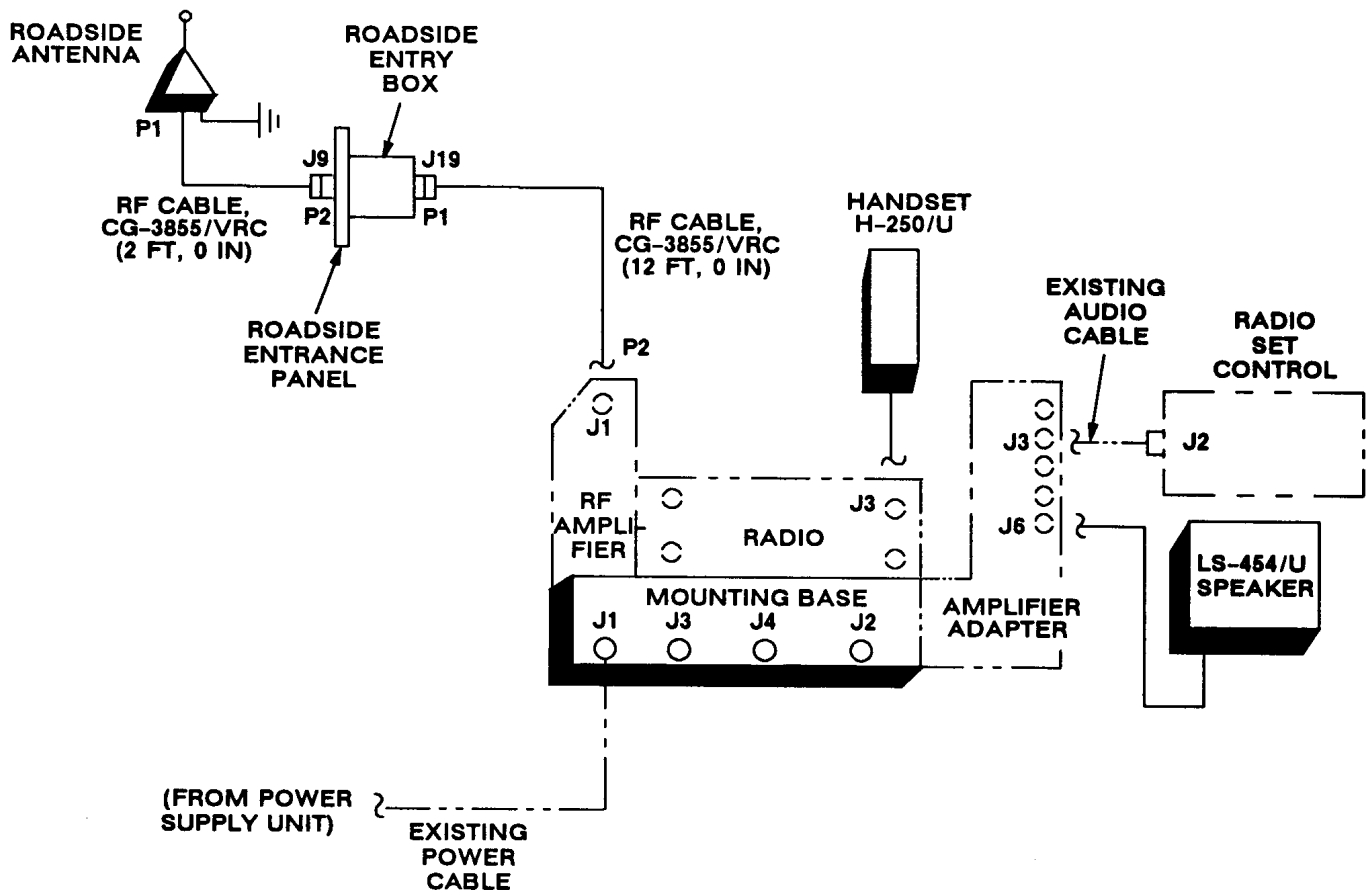 ROADSIDE
ANTENNA
ROADSIDE
ENTRY
BOX
P1
J9
J19
P2
P1
RF CABLE,
CG-3855/VRC
(2 FT, 0 IN)
RF CABLE,
CG-3855/VRC
(12 FT, 0 IN)
HANDSET
H-250/U
ROADSIDE
ENTRANCE
PANEL
P2
EXISTING
AUDIO
CABLE
RADIO
SET
CONTROL
J1
J3
J2
RF
AMPLI-
FIER
J3
RADIO
J6
LS-454/U
SPEAKER
MOUNTING BASE
J1
J3
J4
J2
AMPLIFIER
ADAPTER
(FROM POWER
SUPPLY UNIT)
EXISTING
POWER
CABLE